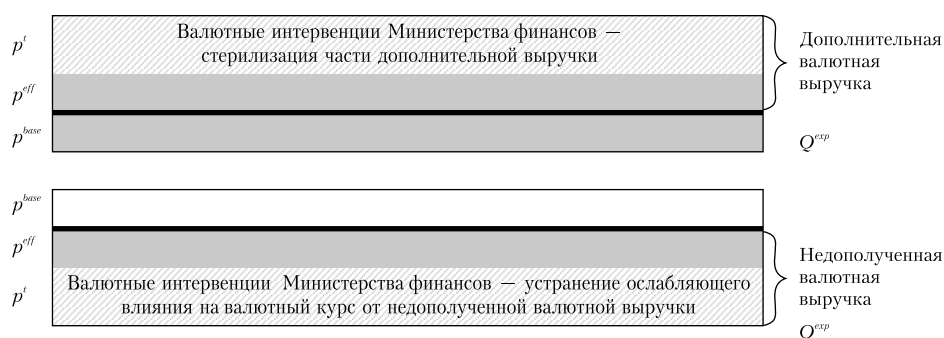 p^t
Валютные интервенции Министерства финансов —
стерилизация части дополнительной выручки
Дополнительная
валютная
выручка
p^eff
p^base
Q^exp
p^base
p^eff
Недополученная
валютная
выручка
p^t
Валютные интервенции Министерства финансов — устранение ослабляющего
влияния на валютный курс от недополученной валютной выручки
Q^exp